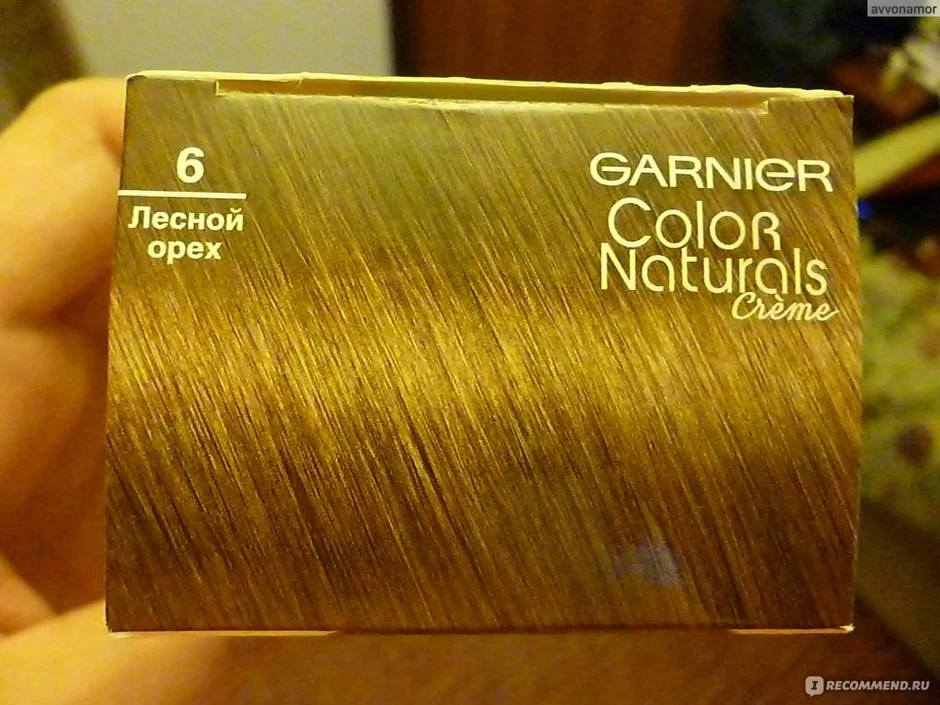 avvonamor
6
Лесной
орех
GARNIER
Color
Naturals
Crème
I RECOMMEND.RU